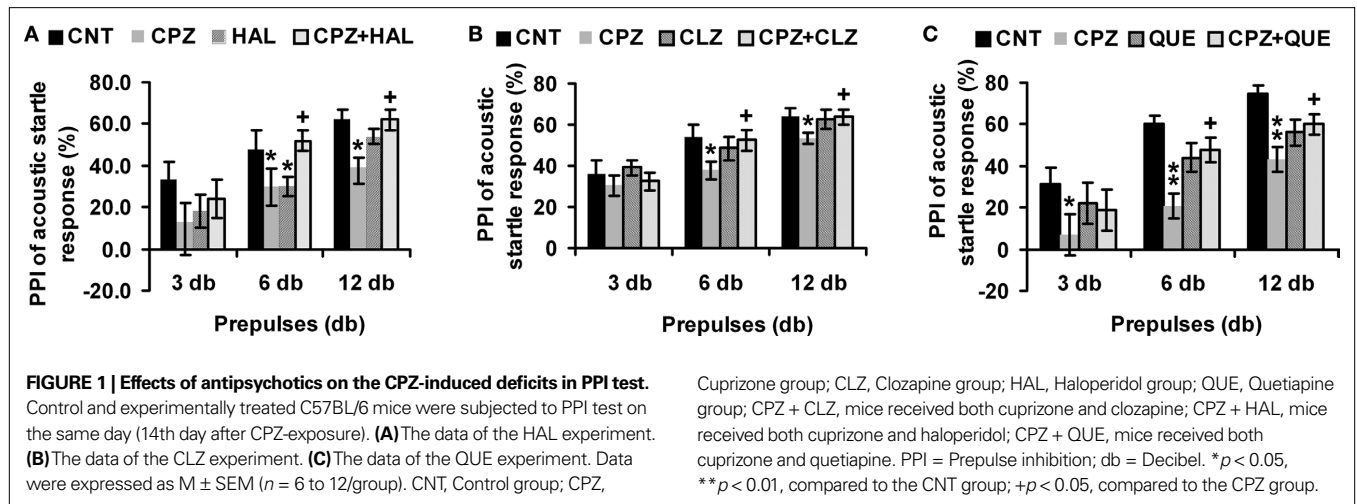 A CNT CPZ HAL CPZ+HAL
PPI of acoustic startle
response (%)
80.0
60.0
40.0
20.0
0.0
-20.0
+
+
*
*
*
3 db 6 db 12 db
Prepulses (db)
B CNT CPZ CLZ CPZ+CLZ
PPI of acoustic
startle response (%)
80
60
40
20
0
+
+
*
*
3 db 6 db 12 db
Prepulses (db)
C CNT CPZ QUE CPZ+QUE
PPI of acoustic
startle response (%)
80
60
40
20
0
-20
+
+
*
**
**
3 db 6 db 12 db
Prepulses (db)
FIGURE 1 | Effects of antipsychotics on the CPZ-induced deficits in PPI test.
Control and experimentally treated C57BL/6 mice were subjected to PPI test on
the same day (14th day after CPZ-exposure). (A) The data of the HAL experiment.
(B) The data of the CLZ experiment. (C) The data of the QUE experiment. Data
were expressed as M ± SEM (n = 6 to 12/group). CNT, Control group; CPZ,
Cuprizone group; CLZ, Clozapine group; HAL, Haloperidol group; QUE, Quetiapine
group; CPZ + CLZ, mice received both cuprizone and clozapine; CPZ + HAL, mice
received both cuprizone and haloperidol; CPZ + QUE, mice received both
cuprizone and quetiapine. PPI = Prepulse inhibition; db = Decibel. *p < 0.05,
**p < 0.01, compared to the CNT group; +p < 0.05, compared to the CPZ group.